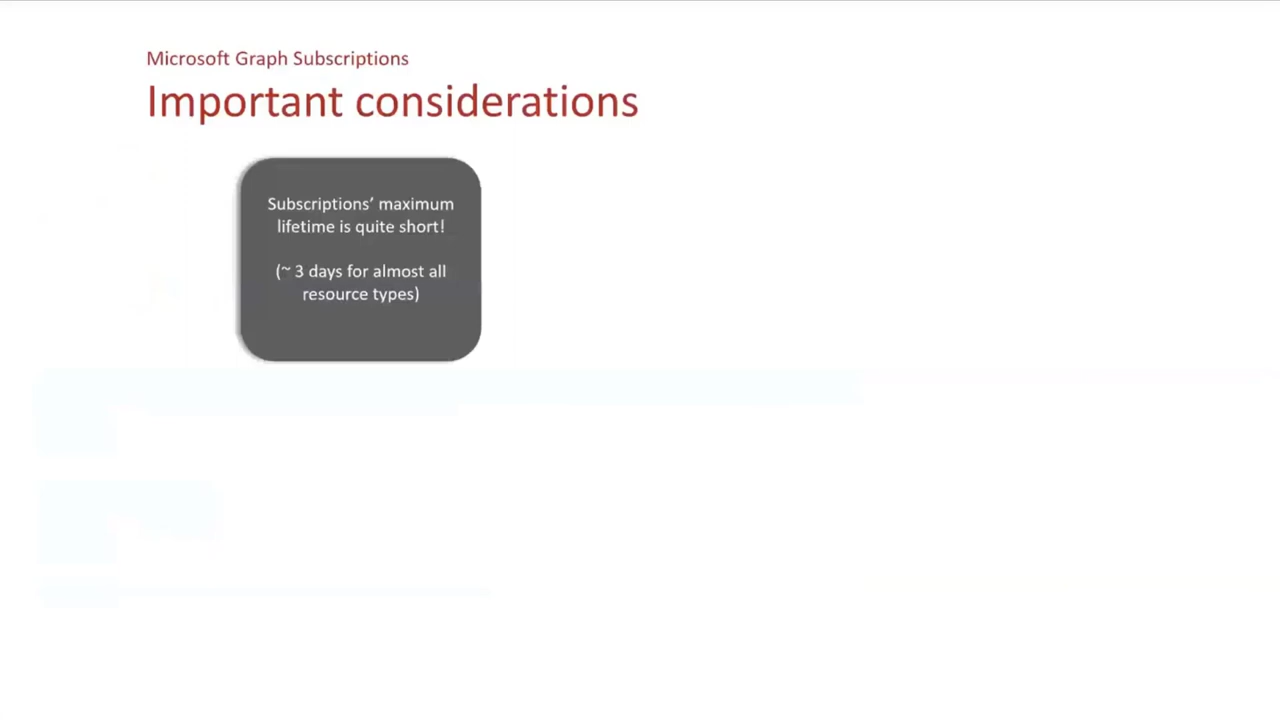 Microsoft Graph Subscriptions
Important considerations
Subscriptions’ maximum
lifetime is quite short!
(~ 3 days for almost all
resource types)